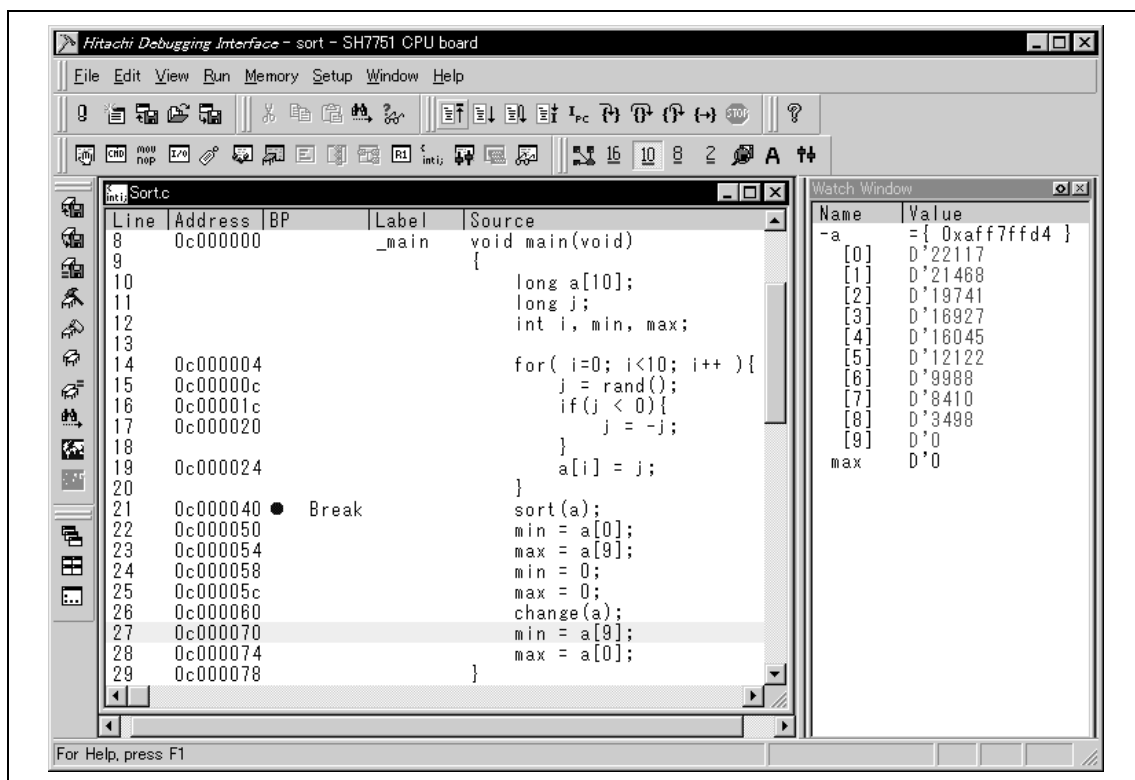 Hitachi Debugging Interface - sort - SH7751 CPU board
File Edit View Run Memory Setup Window Help
Sort.c
Line Address BP Label Source
8 0c000000 _main void main(void)
9 {
10 long a[10];
11 long j;
12 int i, min, max;
13
14 0c000004 for( i=0; i<10; i++ ){
15 0c00000c j = rand();
16 0c00001c if(j < 0){
17 0c000020 j = -j;
18 }
19 0c000024 a[i] = j;
20 }
21 0c000040 Break sort(a);
22 0c000050 min = a[0];
23 0c000054 max = a[9];
24 0c000058 min = 0;
25 0c00005c max = 0;
26 0c000060 change(a);
27 0c000070 min = a[9];
28 0c000074 max = a[0];
29 0c000078 }
Watch Window
Name Value
-a ={ 0xaff7ffd4 }
[0] D'22117
[1] D'21468
[2] D'19741
[3] D'16927
[4] D'16045
[5] D'12122
[6] D'9988
[7] D'8410
[8] D'3498
[9] D'0
max D'0
For Help, press F1